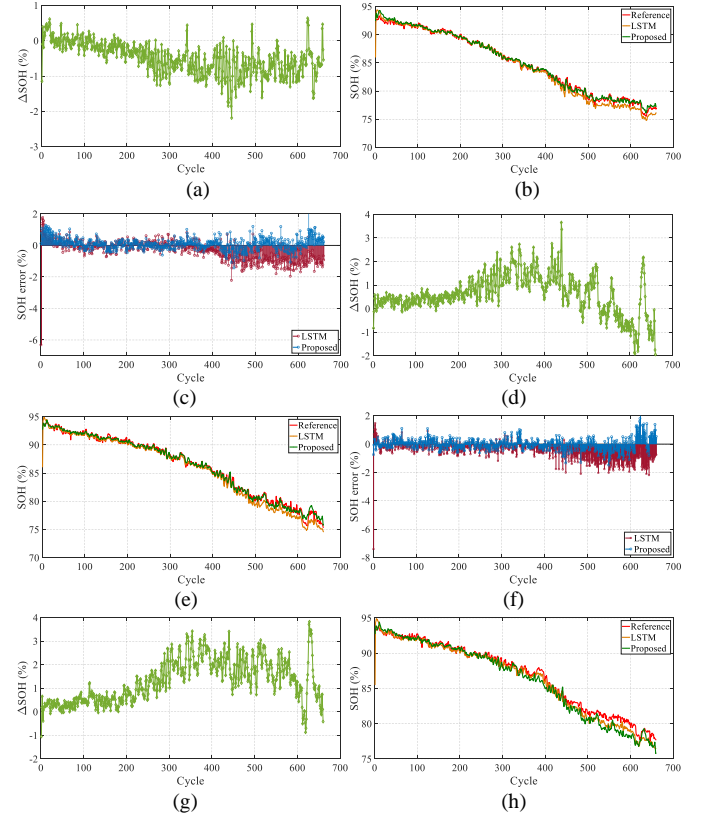 1
0
-1
-2
-3
ΔSOH (%)
0 100 200 300 400 500 600 700
Cycle
(a)
95
90
85
80
75
70
SOH (%)
Reference
LSTM
Proposed
0 100 200 300 400 500 600 700
Cycle
(b)
2
0
-2
-4
-6
SOH error (%)
LSTM
Proposed
0 100 200 300 400 500 600 700
Cycle
(c)
4
3
2
1
0
-1
-2
ΔSOH (%)
0 100 200 300 400 500 600 700
Cycle
(d)
95
90
85
80
75
70
SOH (%)
Reference
LSTM
Proposed
0 100 200 300 400 500 600 700
Cycle
(e)
2
0
-2
-4
-6
-8
SOH error (%)
LSTM
Proposed
0 100 200 300 400 500 600 700
Cycle
(f)
4
3
2
1
0
-1
-2
ΔSOH (%)
0 100 200 300 400 500 600 700
Cycle
(g)
95
90
85
80
75
SOH (%)
Reference
LSTM
Proposed
0 100 200 300 400 500 600 700
Cycle
(h)